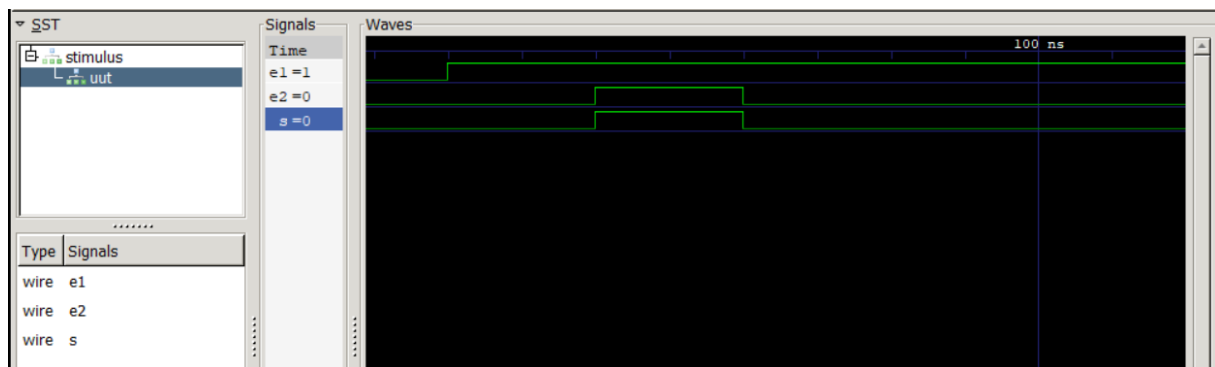 SST
stimulus
uut
Type Signals
wire e1
wire e2
wire s
Signals
Time
e1=1
e2=0
s=0
Waves
100 ns